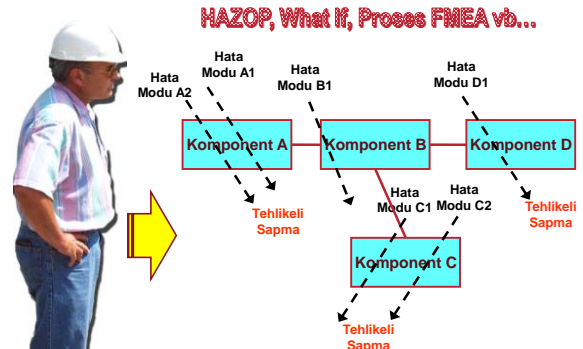 HAZOP, What If, Proses FMEA vb...
Hata
Modu A2
Hata
Modu A1
Hata
Modu B1
Hata
Modu D1
Komponent A
Komponent B
Komponent D
Tehlikeli
Sapma
Hata
Modu C1
Hata
Modu C2
Tehlikeli
Sapma
Komponent C
Tehlikeli
Sapma